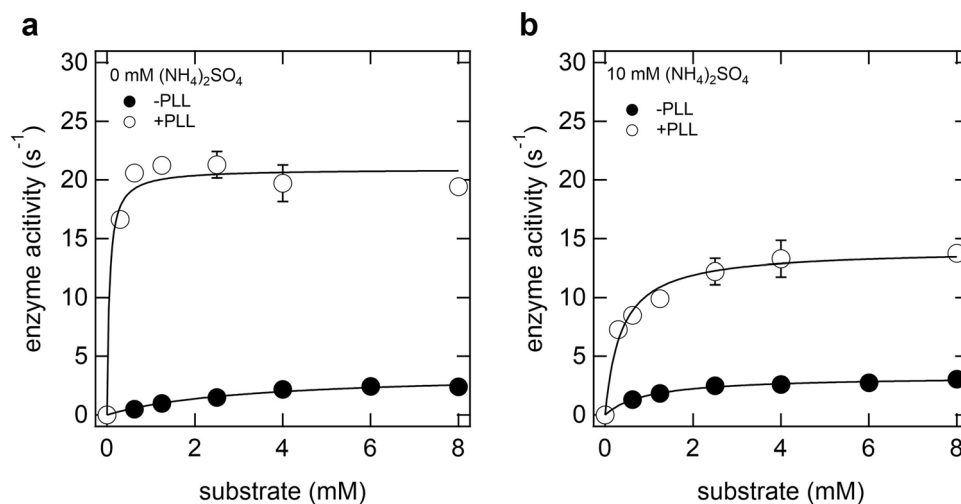 a
30
25
20
15
10
5
0
enzyme acitivity (s⁻¹)
0 mM (NH₄)₂SO₄
-PLL
+PLL
0 2 4 6 8
substrate (mM)
b
30
25
20
15
10
5
0
enzyme acitivity (s⁻¹)
10 mM (NH₄)₂SO₄
-PLL
+PLL
0 2 4 6 8
substrate (mM)